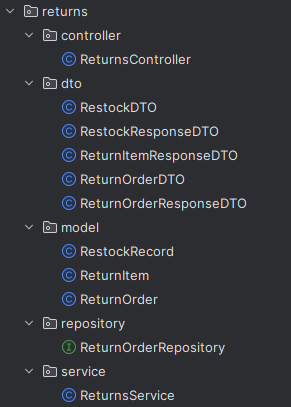 returns
controller
ReturnsController
dto
RestockDTO
RestockResponseDTO
ReturnItemResponseDTO
ReturnOrderDTO
ReturnOrderResponseDTO
model
RestockRecord
ReturnItem
ReturnOrder
repository
ReturnOrderRepository
service
ReturnsService